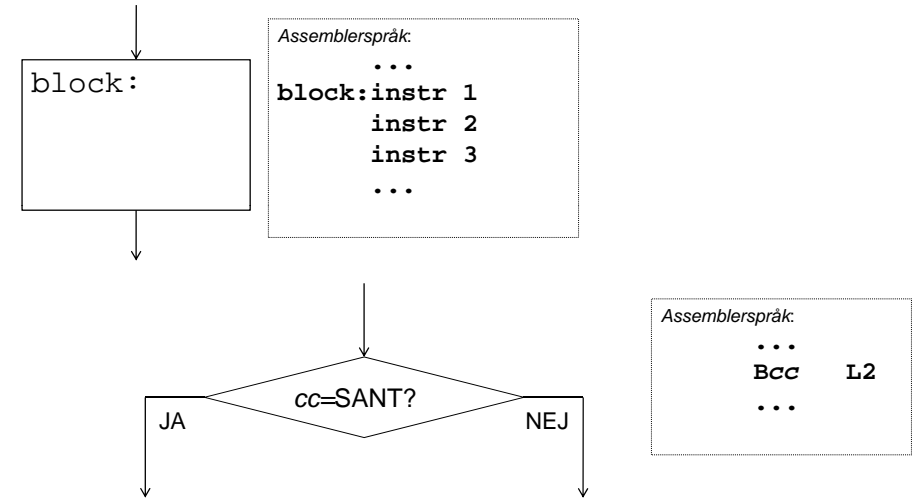 block:
Assemblerspråk:
...
block:instr 1
instr 2
instr 3
...
cc=SANT?
JA
NEJ
Assemblerspråk:
...
Bcc L2
...